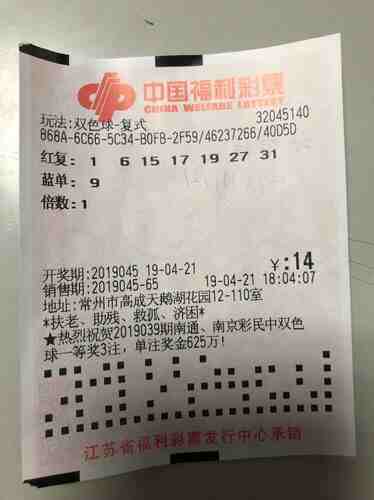 中国福利彩票
CHINA WELFARE LOTTERY
玩法:双色球-复式 32045140
868A-6C66-5C34-B0FB-2F59/46237266/40D5D
红复: 1 6 15 17 19 27 31
蓝单: 9
倍数:1
开奖期:2019045 19-04-21 ￥:14
销售期:2019045-65 19-04-21 18:04:07
地址:常州市高成天鹅湖花园12-110室
*扶老、助残、救孤、济困*
★热烈祝贺2019039期南通、南京彩民中双色
球一等奖3注，单注奖金625万!
江苏省福利彩票发行中心承销